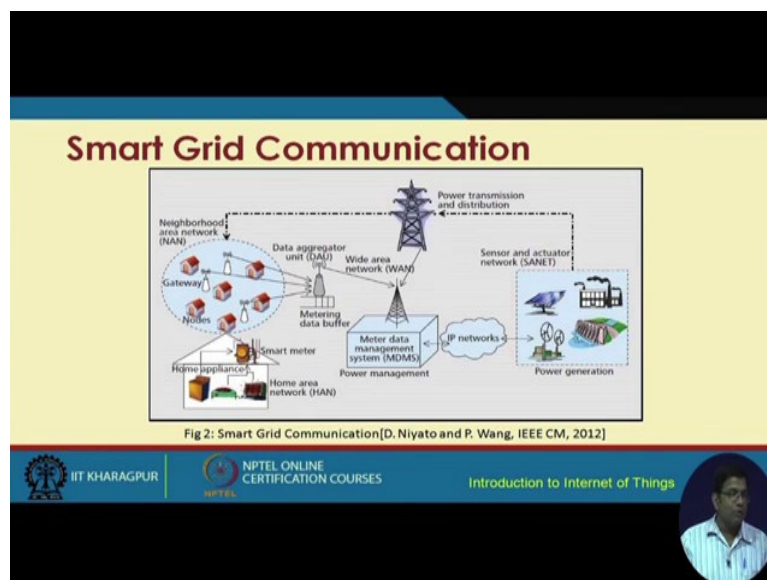 Smart Grid Communication
Power transmission
and distribution
Neighborhood
area network
(NAN)
Data aggregator
unit (DAU)
Wide area
network (WAN)
Sensor and actuator
network (SANET)
Gateway
Nodes
Metering
data buffer
Meter data
management
system (MDMS)
IP networks
Smart meter
Home appliance
Home area
network (HAN)
Power management
Power generation
Fig 2: Smart Grid Communication[D. Niyato and P. Wang, IEEE CM, 2012]
IIT KHARAGPUR
NPTEL
NPTEL ONLINE
CERTIFICATION COURSES
Introduction to Internet of Things